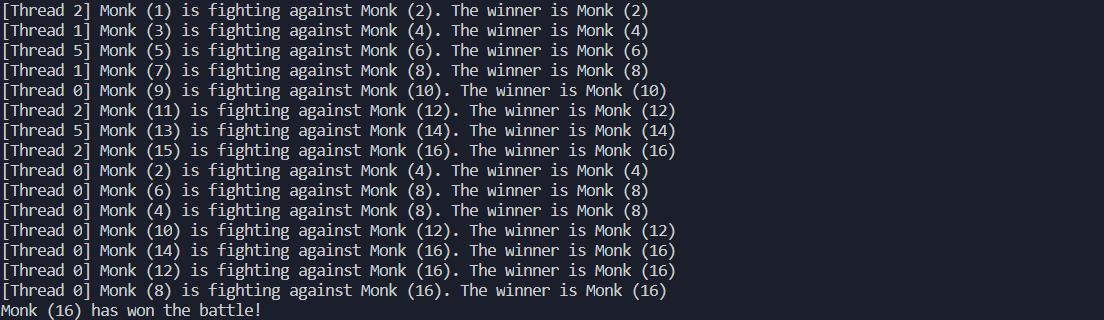 [Thread 2] Monk (1) is fighting against Monk (2). The winner is Monk (2)
[Thread 1] Monk (3) is fighting against Monk (4). The winner is Monk (4)
[Thread 5] Monk (5) is fighting against Monk (6). The winner is Monk (6)
[Thread 1] Monk (7) is fighting against Monk (8). The winner is Monk (8)
[Thread 0] Monk (9) is fighting against Monk (10). The winner is Monk (10)
[Thread 2] Monk (11) is fighting against Monk (12). The winner is Monk (12)
[Thread 5] Monk (13) is fighting against Monk (14). The winner is Monk (14)
[Thread 2] Monk (15) is fighting against Monk (16). The winner is Monk (16)
[Thread 0] Monk (2) is fighting against Monk (4). The winner is Monk (4)
[Thread 0] Monk (6) is fighting against Monk (8). The winner is Monk (8)
[Thread 0] Monk (4) is fighting against Monk (8). The winner is Monk (8)
[Thread 0] Monk (10) is fighting against Monk (12). The winner is Monk (12)
[Thread 0] Monk (14) is fighting against Monk (16). The winner is Monk (16)
[Thread 0] Monk (12) is fighting against Monk (16). The winner is Monk (16)
[Thread 0] Monk (8) is fighting against Monk (16). The winner is Monk (16)
Monk (16) has won the battle!